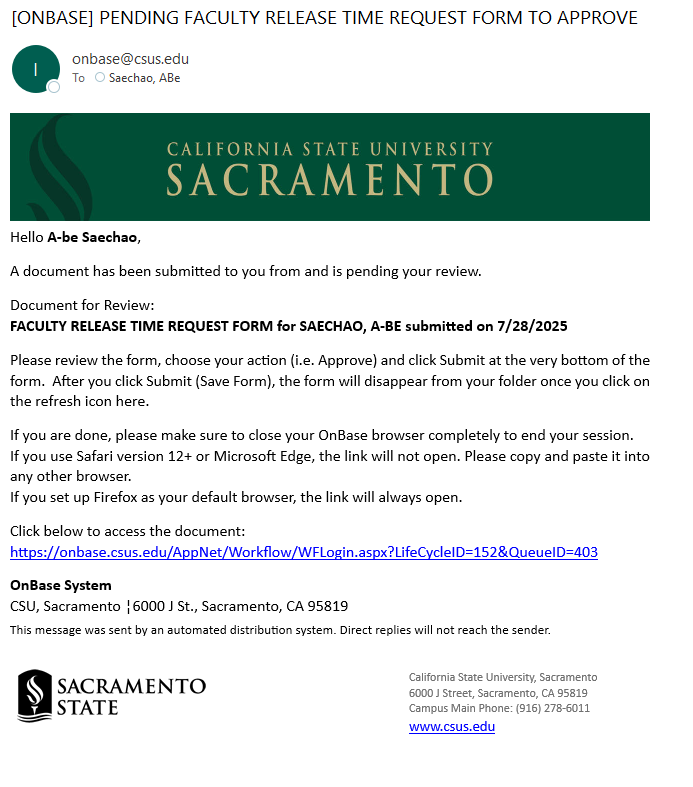 [ONBASE] PENDING FACULTY RELEASE TIME REQUEST FORM TO APPROVE
I
onbase@csus.edu
To Saechao, ABe
CALIFORNIA STATE UNIVERSITY
SACRAMENTO
Hello A-be Saechao,
A document has been submitted to you from and is pending your review.
Document for Review:
FACULTY RELEASE TIME REQUEST FORM for SAECHAO, A-BE submitted on 7/28/2025
Please review the form, choose your action (i.e. Approve) and click Submit at the very bottom of the
form.  After you click Submit (Save Form), the form will disappear from your folder once you click on
the refresh icon here.
If you are done, please make sure to close your OnBase browser completely to end your session.
If you use Safari version 12+ or Microsoft Edge, the link will not open. Please copy and paste it into
any other browser.
If you set up Firefox as your default browser, the link will always open.
Click below to access the document:
https://onbase.csus.edu/AppNet/Workflow/WFLogin.aspx?LifeCycleID=152&QueueID=403
OnBase System
CSU, Sacramento ¦6000 J St., Sacramento, CA 95819
This message was sent by an automated distribution system. Direct replies will not reach the sender.
SACRAMENTO
STATE
California State University, Sacramento
6000 J Street, Sacramento, CA 95819
Campus Main Phone: (916) 278-6011
www.csus.edu